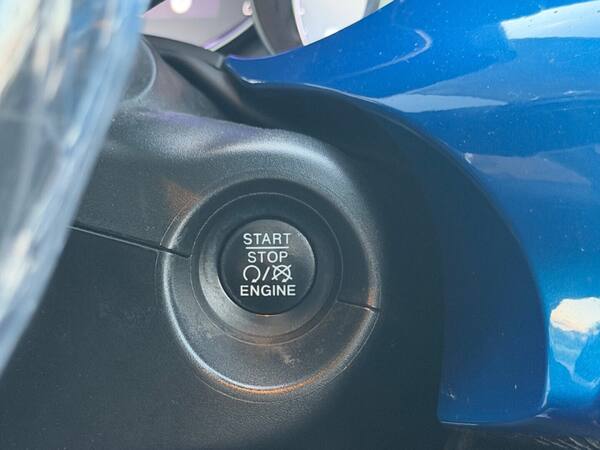 START
STOP
/
ENGINE